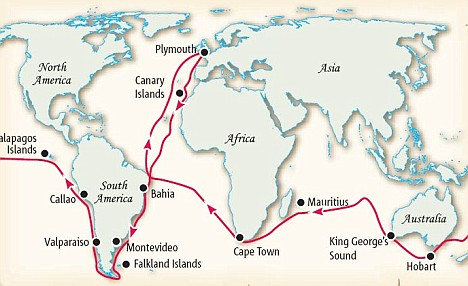 Plymouth
North
America
Canary
Islands
Europe
Asia
Africa
alapagos
Islands
Callao
South
America
Bahia
Mauritius
Australia
Valparaiso
Montevideo
Falkland Islands
Cape Town
King George's
Sound
Hobart